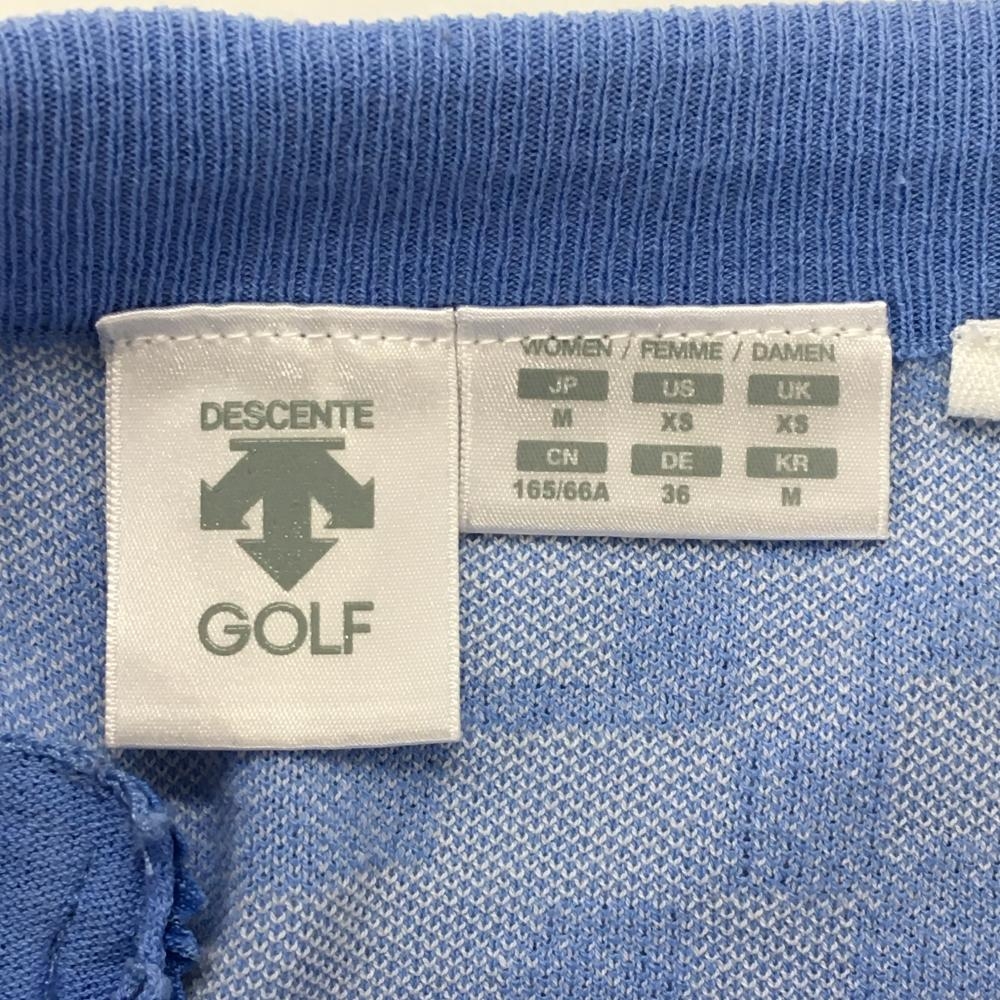 DESCENTE
GOLF
WOMEN / FEMME / DAMEN
JP US UK
M XS XS
CN DE KR
165/66A 36 M